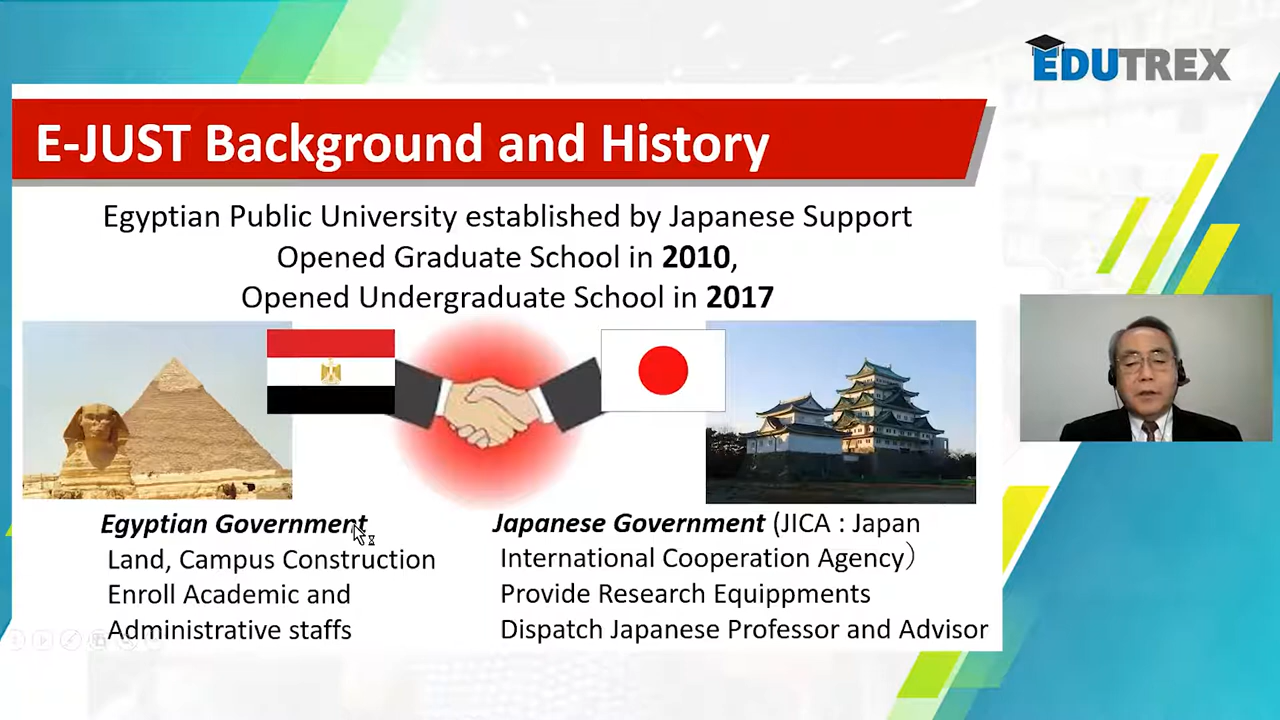 EDUTREX
E-JUST Background and History
Egyptian Public University established by Japanese Support
Opened Graduate School in 2010,
Opened Undergraduate School in 2017
Egyptian Government
Land, Campus Construction
Enroll Academic and
Administrative staffs
Japanese Government (JICA : Japan
International Cooperation Agency）
Provide Research Equippments
Dispatch Japanese Professor and Advisor